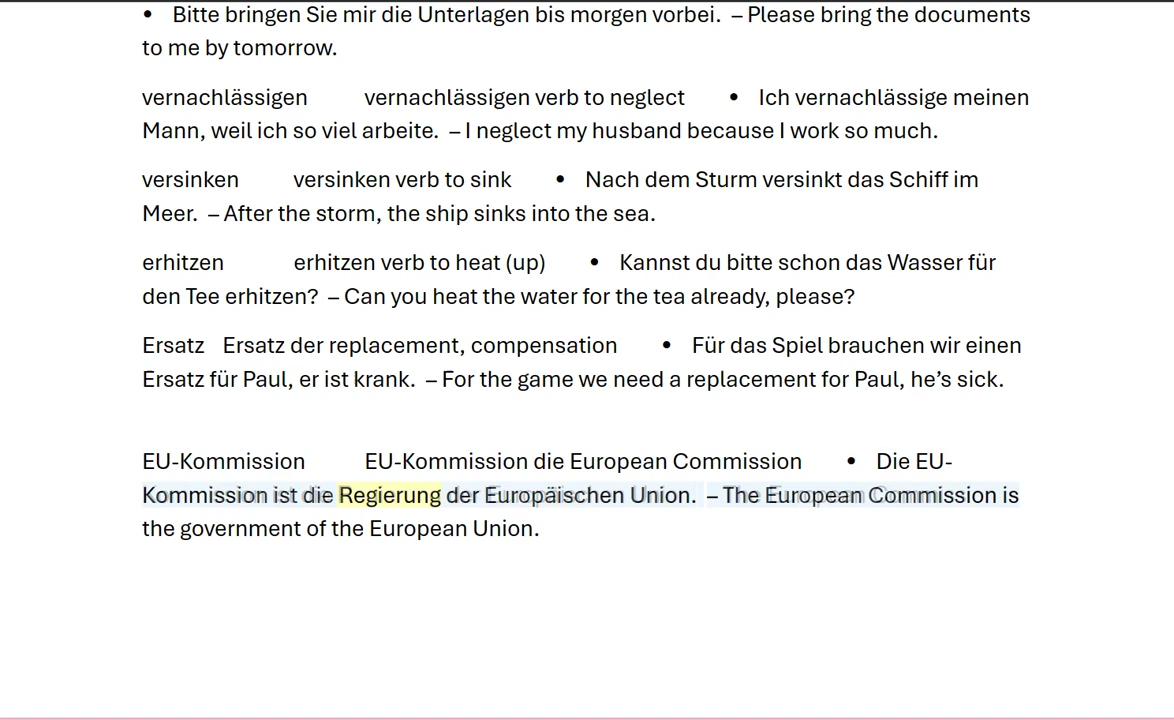 • Bitte bringen Sie mir die Unterlagen bis morgen vorbei. – Please bring the documents
to me by tomorrow.
vernachlässigen vernachlässigen verb to neglect • Ich vernachlässige meinen
Mann, weil ich so viel arbeite. – I neglect my husband because I work so much.
versinken versinken verb to sink • Nach dem Sturm versinkt das Schiff im
Meer. – After the storm, the ship sinks into the sea.
erhitzen erhitzen verb to heat (up) • Kannst du bitte schon das Wasser für
den Tee erhitzen? – Can you heat the water for the tea already, please?
Ersatz Ersatz der replacement, compensation • Für das Spiel brauchen wir einen
Ersatz für Paul, er ist krank. – For the game we need a replacement for Paul, he’s sick.
EU-Kommission EU-Kommission die European Commission • Die EU-
Kommission ist die Regierung der Europäischen Union. – The European Commission is
the government of the European Union.